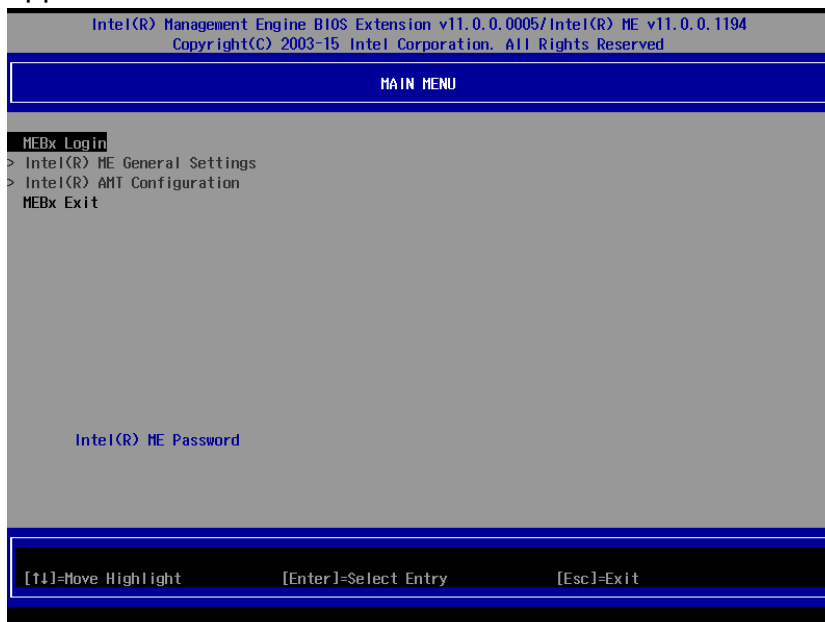 Intel(R) Management Engine BIOS Extension v11.0.0.0005/Intel(R) ME v11.0.0.1194
Copyright(C) 2003-15 Intel Corporation. All Rights Reserved
MAIN MENU
MEBx Login
> Intel(R) ME General Settings
> Intel(R) AMT Configuration
MEBx Exit
Intel(R) ME Password
[↑↓]=Move Highlight [Enter]=Select Entry [Esc]=Exit